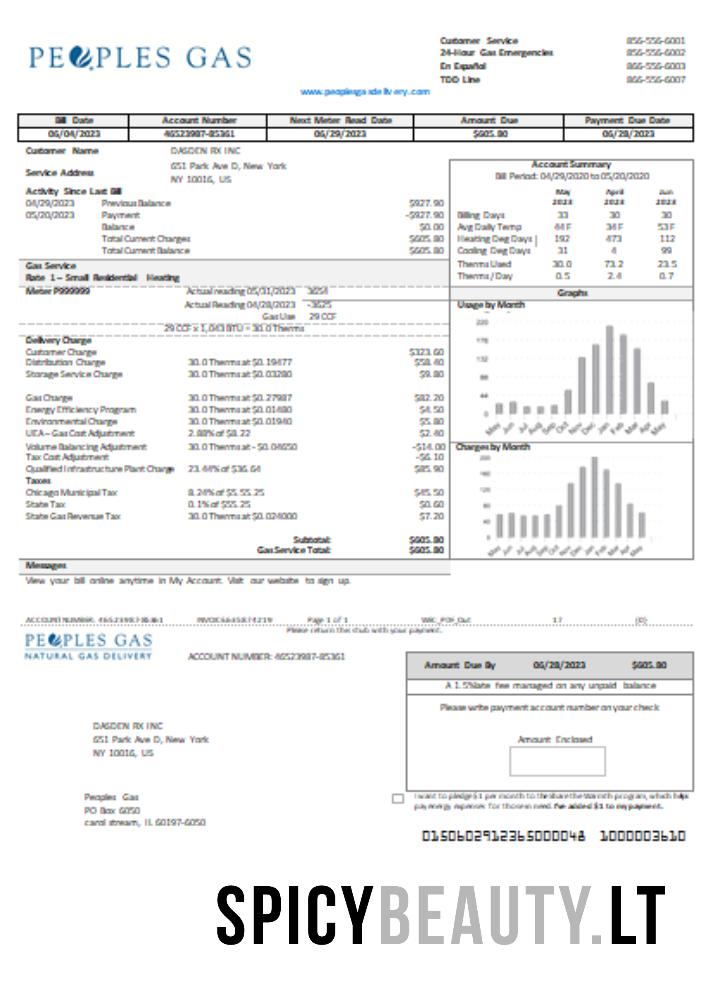 PEOPLES GAS
Customer Service 856-556-6001
24-Hour Gas Emergencies 856-556-6002
En Español 856-556-6003
TDD Line 856-556-6007
www.peoplesgasdelivery.com
Bill Date Account Number Next Meter Read Date Amount Due Payment Due Date
06/04/2023 46523987-85361 06/29/2023 $605.80 06/28/2023
Customer Name DASDEN RX INC
Service Address 651 Park Ave D, New York
NY 10016, US
Activity Since Last Bill
04/29/2023 Previous Balance $927.90
05/20/2023 Payment -$927.90
Balance $0.00
Total Current Charges $605.80
Total Current Balance $605.80
Account Summary
Bill Period: 04/29/2020 to 05/20/2020
May April Jun
2023 2023 2023
Billing Days 33 30 30
Avg Daily Temp 44 F 34 F 53 F
Heating Deg Days 192 473 112
Cooling Deg Days 31 4 99
Therms Used 30.0 73.2 23.5
Therms/Day 0.5 2.4 0.7
Gas Service
Rate 1 - Small Residential Heating
Meter P999999 Actual reading 05/31/2023 3654
Actual Reading 04/28/2023 -3625
Gas Use 29 CCF
29 CCF x 1,043 BTU = 30.0 Therms
Delivery Charge
Customer Charge $323.60
Distribution Charge 30.0 Therms at $0.19477 $58.40
Storage Service Charge 30.0 Therms at $0.03280 $9.80
Gas Charge 30.0 Therms at $0.27987 $82.20
Energy Efficiency Program 30.0 Therms at $0.01480 $4.50
Environmental Charge 30.0 Therms at $0.01940 $5.80
UEA - Gas Cost Adjustment 2.88% of $8.22 $2.40
Volume Balancing Adjustment 30.0 Therms at -$0.04650 -$14.00
Tax Cost Adjustment -$6.10
Qualified Infrastructure Plant Charge 23.44% of $36.64 $85.90
Taxes
Chicago Municipal Tax 8.24% of $5.55.25 $45.50
State Tax 0.1% of $55.25 $0.60
State Gas Revenue Tax 30.0 Therms at $0.024000 $7.20
Subtotal: $605.80
Gas Service Total: $605.80
Graphs
Usage by Month
220
132
88
44
0
May Jun Jul Aug Sep Oct Nov Dec Jan Feb Mar Apr May
Charges by Month
200
160
120
80
40
0
May Jun Jul Aug Sep Oct Nov Dec Jan Feb Mar Apr May
Messages
View your bill online anytime in My Account. Visit our website to sign up.
ACCOUNT NUMBER: 46523987-85361 Page 1 of 1 17 (D)
Please return this stub with your payment.
PEOPLES GAS
NATURAL GAS DELIVERY
ACCOUNT NUMBER: 46523987-85361
Amount Due By 06/28/2023 $605.80
A 1.5%late fee managed on any unpaid balance
Please write payment account number on your check
Amount Enclosed
DASDEN RX INC
651 Park Ave D, New York
NY 10016, US
Peoples Gas
PO Box 6050
carol stream, IL 60197-6050
I want to pledge $1 per month to the Share the Warmth program, which helps
pay energy expenses for those in need. I've added $1 to my payment.
0150602912365000048 1000003610
SPICYBEAUTY.LT